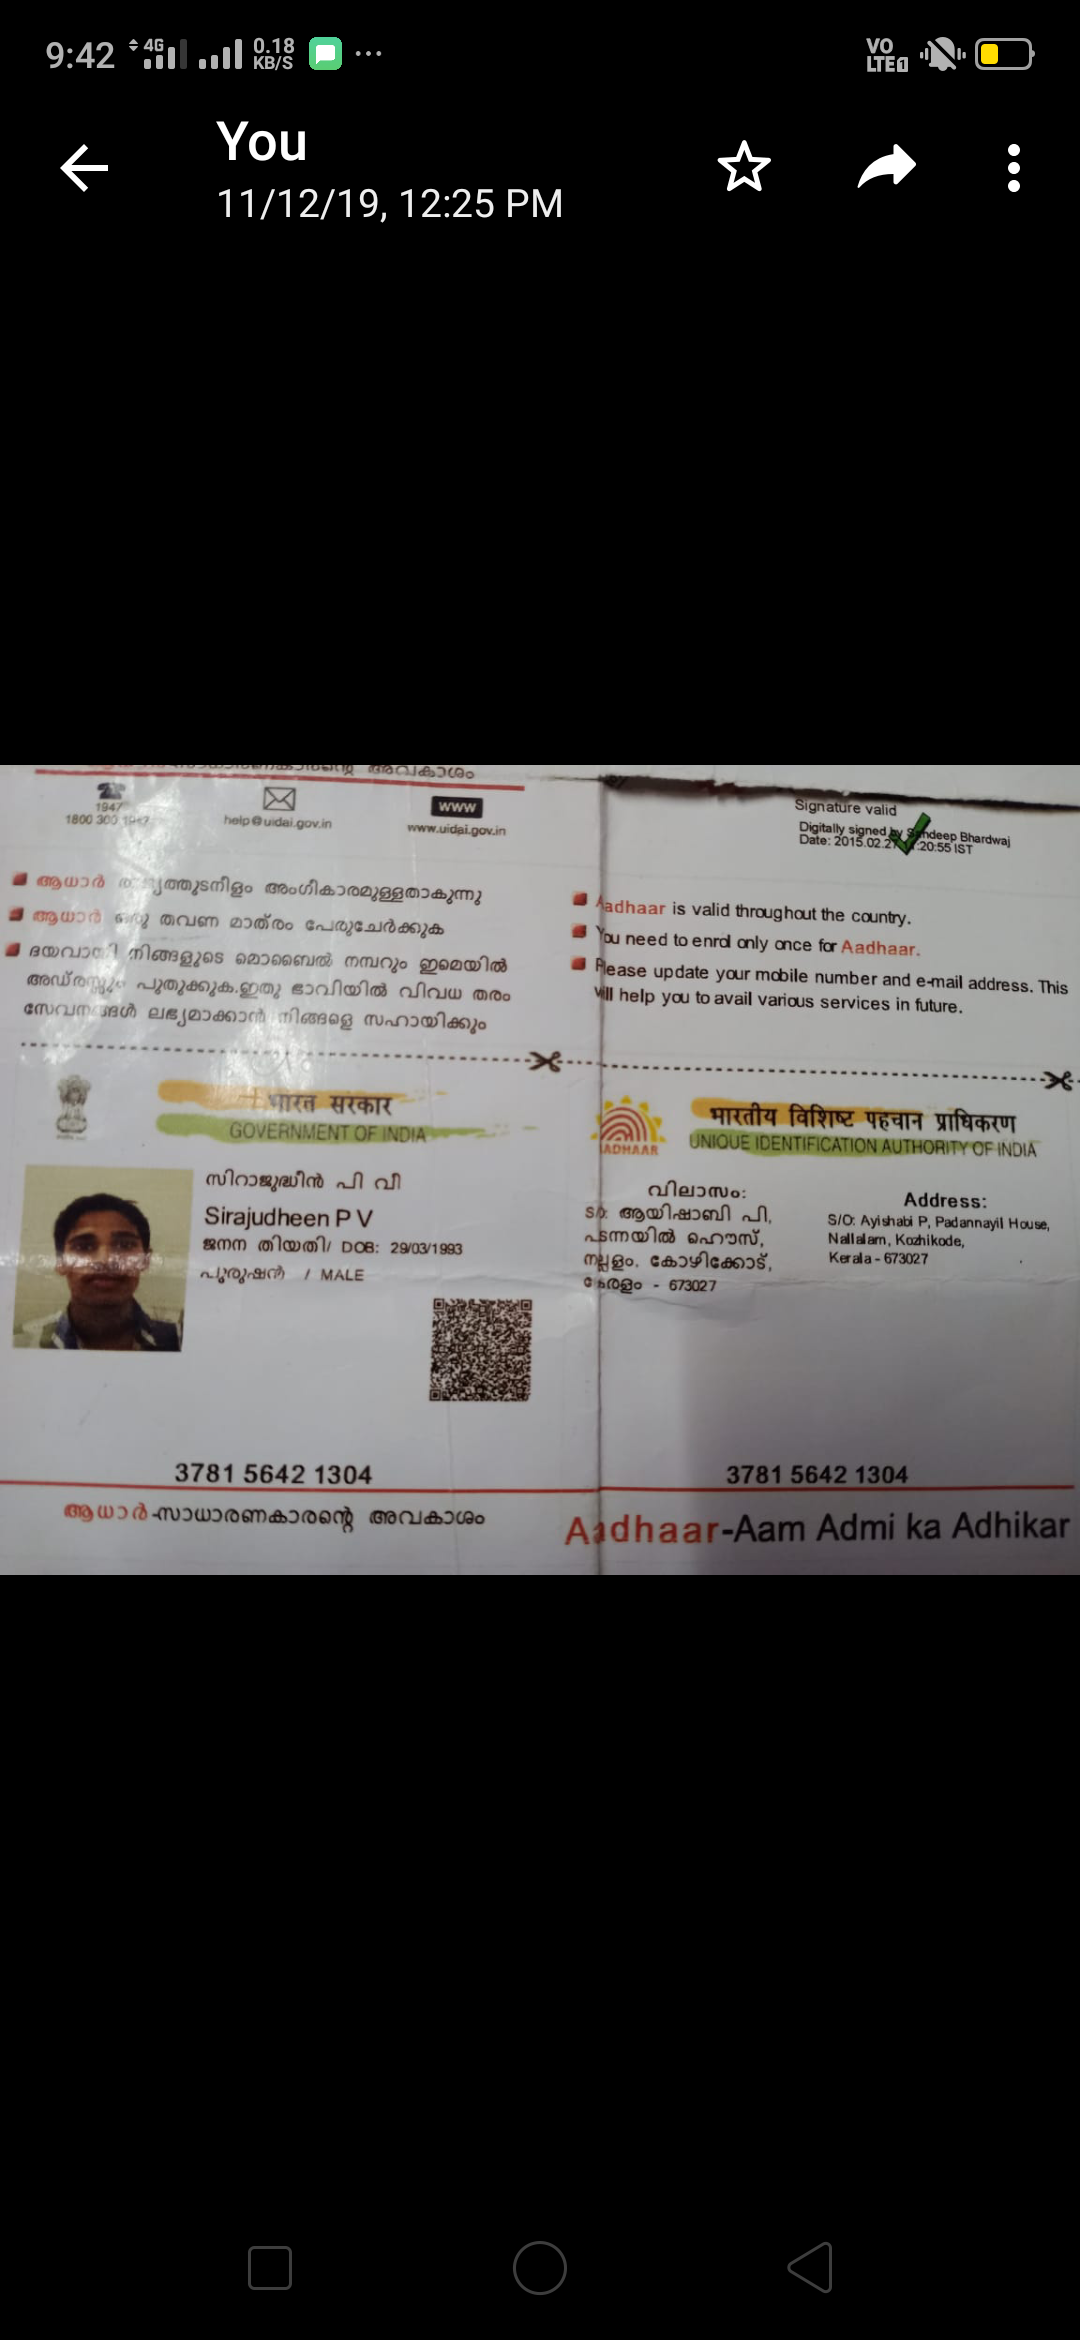 9:42 4G 0.18 KB/S VO LTE1
You
11/12/19, 12:25 PM
അവകാശം
1947
1800 300 1947
help@uidai.gov.in
www
www.uidai.gov.in
Signature valid
Digitally signed by Sandeep Bhardwaj
Date: 2015.02.2 :20:55 IST
ആധാർ രാജ്യത്തുടനീളം അംഗീകാരമുള്ളതാകുന്നു
ആധാർ ഒരു തവണ മാത്രം പേരുചേർക്കുക
ദയവായി നിങ്ങളുടെ മൊബൈൽ നമ്പറും ഇമെയിൽ
അഡ്രസ്സും പുതുക്കുക.ഇതു ഭാവിയിൽ വിവധ തരം
സേവനങ്ങൾ ലഭ്യമാക്കാൻ നിങ്ങളെ സഹായിക്കും
Aadhaar is valid throughout the country.
You need to enrol only once for Aadhaar.
Please update your mobile number and e-mail address. This
will help you to avail various services in future.
भारत सरकार
GOVERNMENT OF INDIA
സിറാജുദ്ധീൻ പി വി
Sirajudheen P V
ജനന തിയതി/ DOB: 29/03/1993
പുരുഷൻ / MALE
3781 5642 1304
ആധാർ-സാധാരണകാരന്റെ അവകാശം
भारतीय विशिष्ट पहचान प्राधिकरण
UNIQUE IDENTIFICATION AUTHORITY OF INDIA
AADHAAR
വിലാസം:
S/O: ആയിഷാബി പി,
പടന്നയിൽ ഹൌസ്,
നല്ലളം, കോഴിക്കോട്,
കേരളം - 673027
Address:
S/O: Ayishabi P, Padannayil House,
Nallalam, Kozhikode,
Kerala - 673027
3781 5642 1304
Aadhaar-Aam Admi ka Adhikar